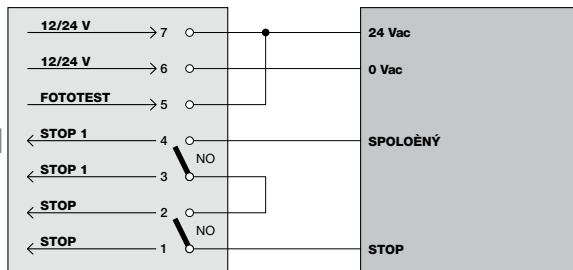 12/24 V 7 24 Vac
12/24 V 6 0 Vac
FOTOTEST 5
STOP 1 4 SPOLOÈNÝ
NO
STOP 1 3
STOP 2
NO
STOP 1 STOP